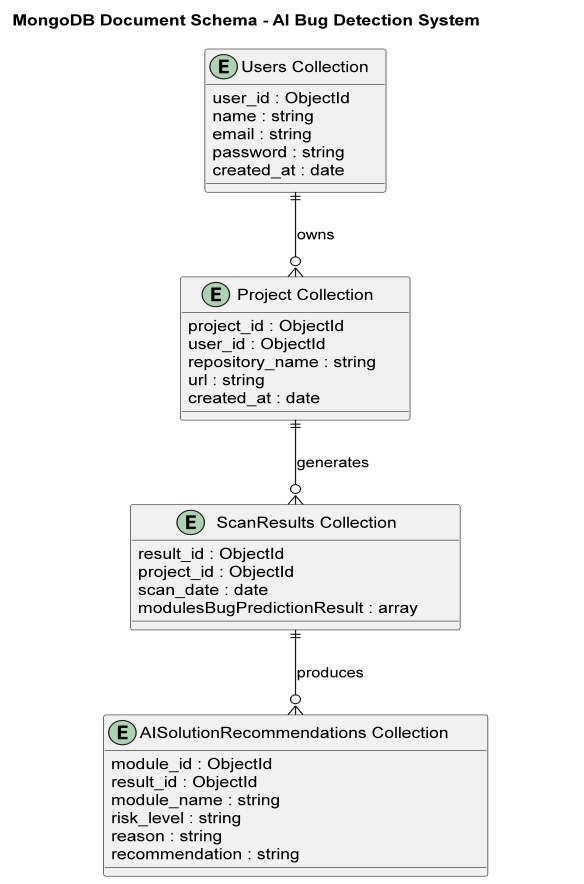 MongoDB Document Schema - AI Bug Detection System
E Users Collection
user_id : ObjectId
name : string
email : string
password : string
created_at : date
owns
E Project Collection
project_id : ObjectId
user_id : ObjectId
repository_name : string
url : string
created_at : date
generates
E ScanResults Collection
result_id : ObjectId
project_id : ObjectId
scan_date : date
modulesBugPredictionResult : array
produces
E AISolutionRecommendations Collection
module_id : ObjectId
result_id : ObjectId
module_name : string
risk_level : string
reason : string
recommendation : string